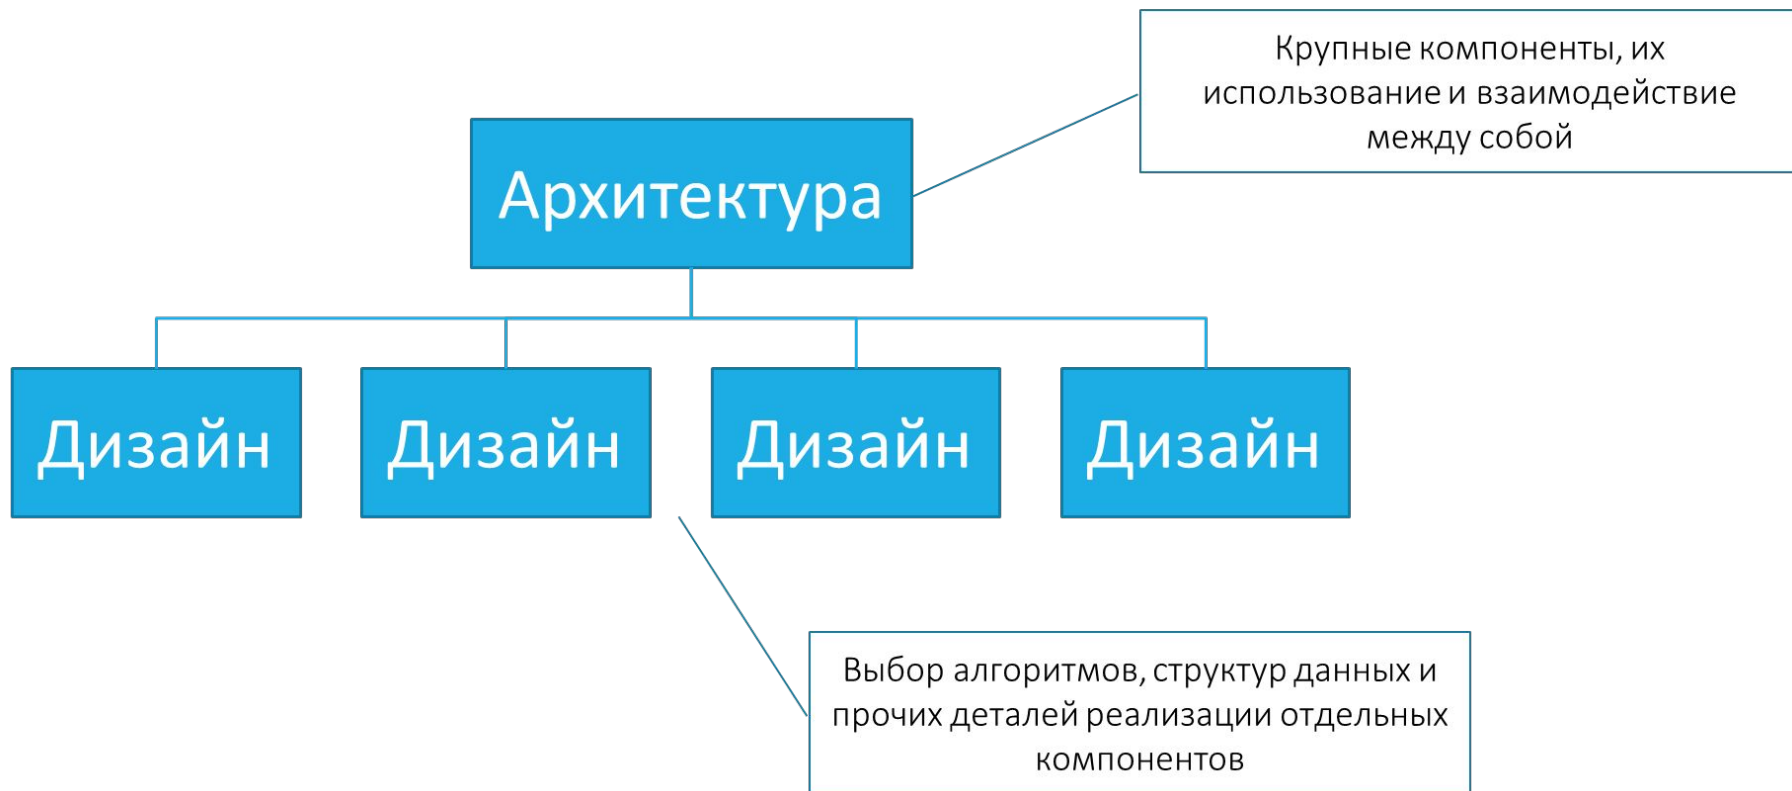 Крупные компоненты, их
использование и взаимодействие
между собой
Архитектура
Дизайн
Дизайн
Дизайн
Дизайн
Выбор алгоритмов, структур данных и
прочих деталей реализации отдельных
компонентов